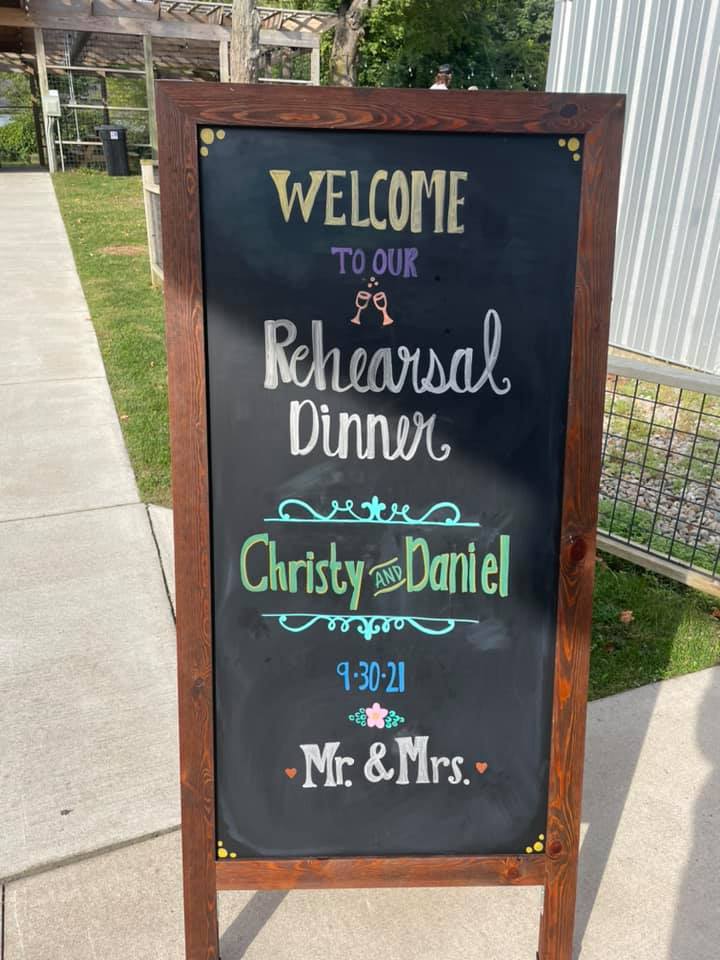 WELCOME
TO OUR
Rehearsal
Dinner
Christy AND Daniel
9·30·21
Mr. & Mrs.